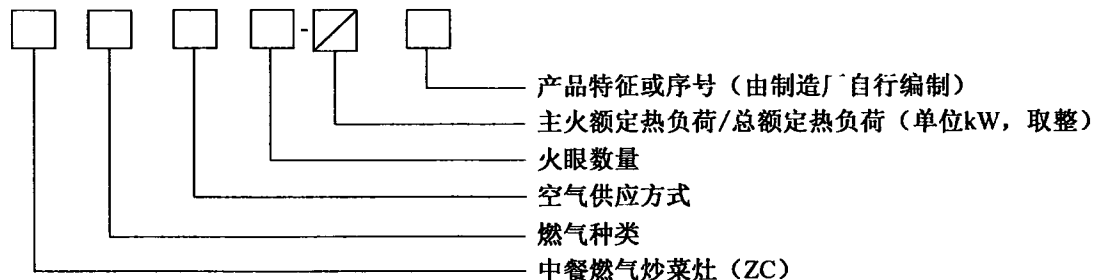 产品特征或序号（由制造厂自行编制）
主火额定热负荷/总额定热负荷（单位kW，取整）
火眼数量
空气供应方式
燃气种类
中餐燃气炒菜灶（ZC）